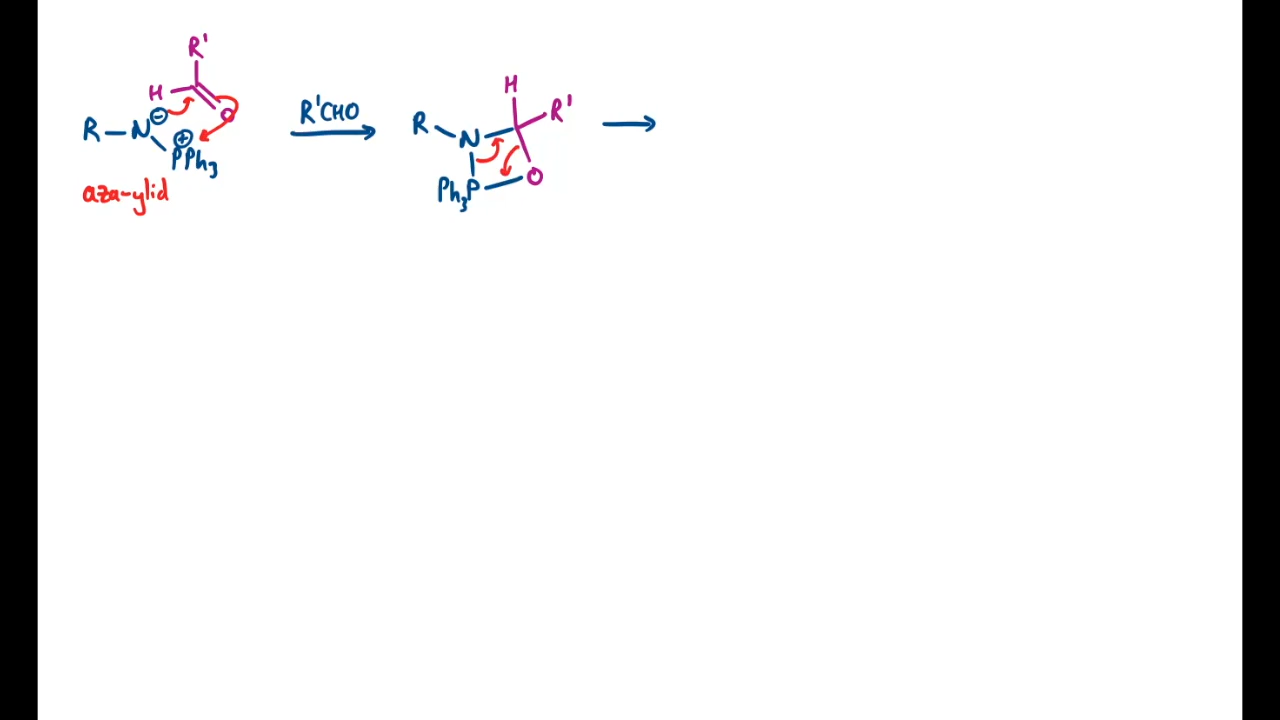 R'
H
O
R–N⊖
⊕
PPh₃
aza-ylid
R'CHO
H
R'
R
N
Ph₃P
O